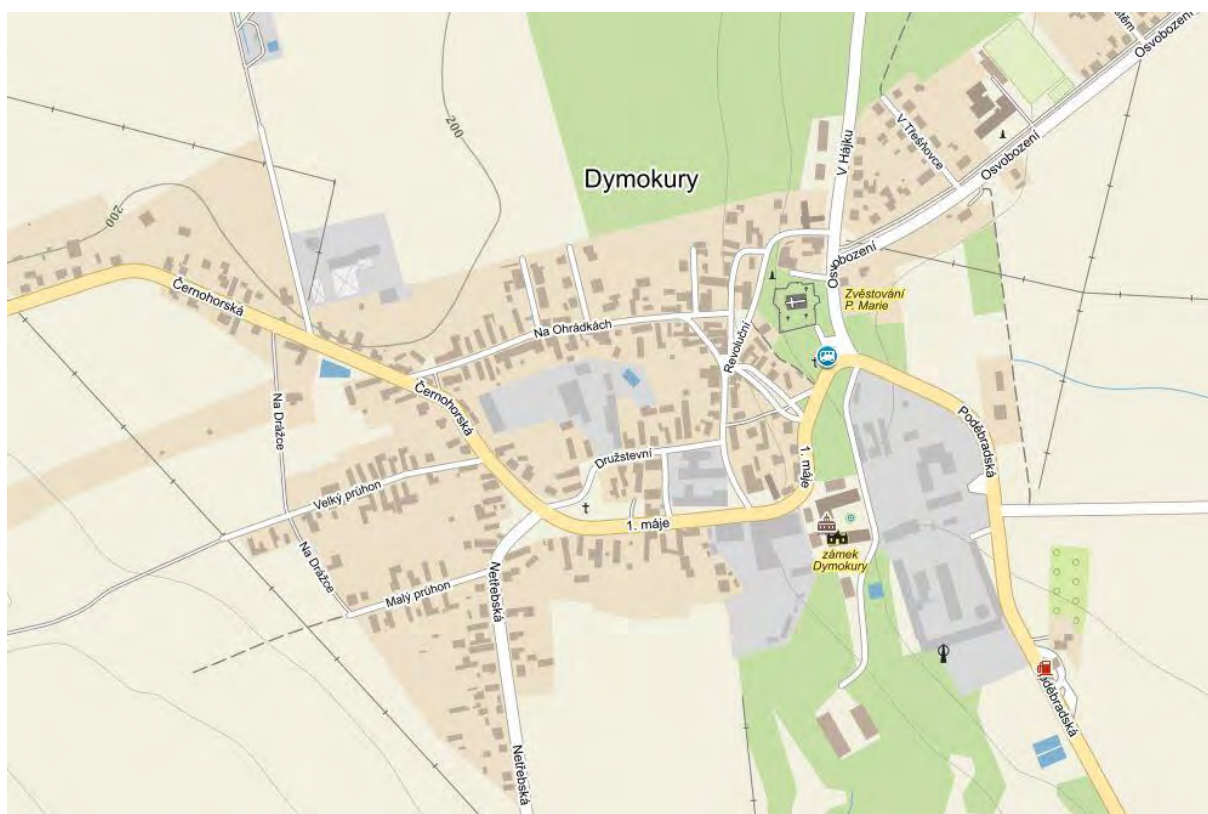 Osvobození
200
V Třešňovce
V Hájku
Osvobození
Dymokury
200
Osvobození
Černohorská
Zvěstování
P. Marie
Na Ohrádkách
Revoluční
Černohorská
Na Drážce
Poděbradská
Družstevní
1. máje
Velký průhon
1. máje
Na Drážce
zámek
Dymokury
Malý průhon
Netřebská
Poděbradská
Netřebská